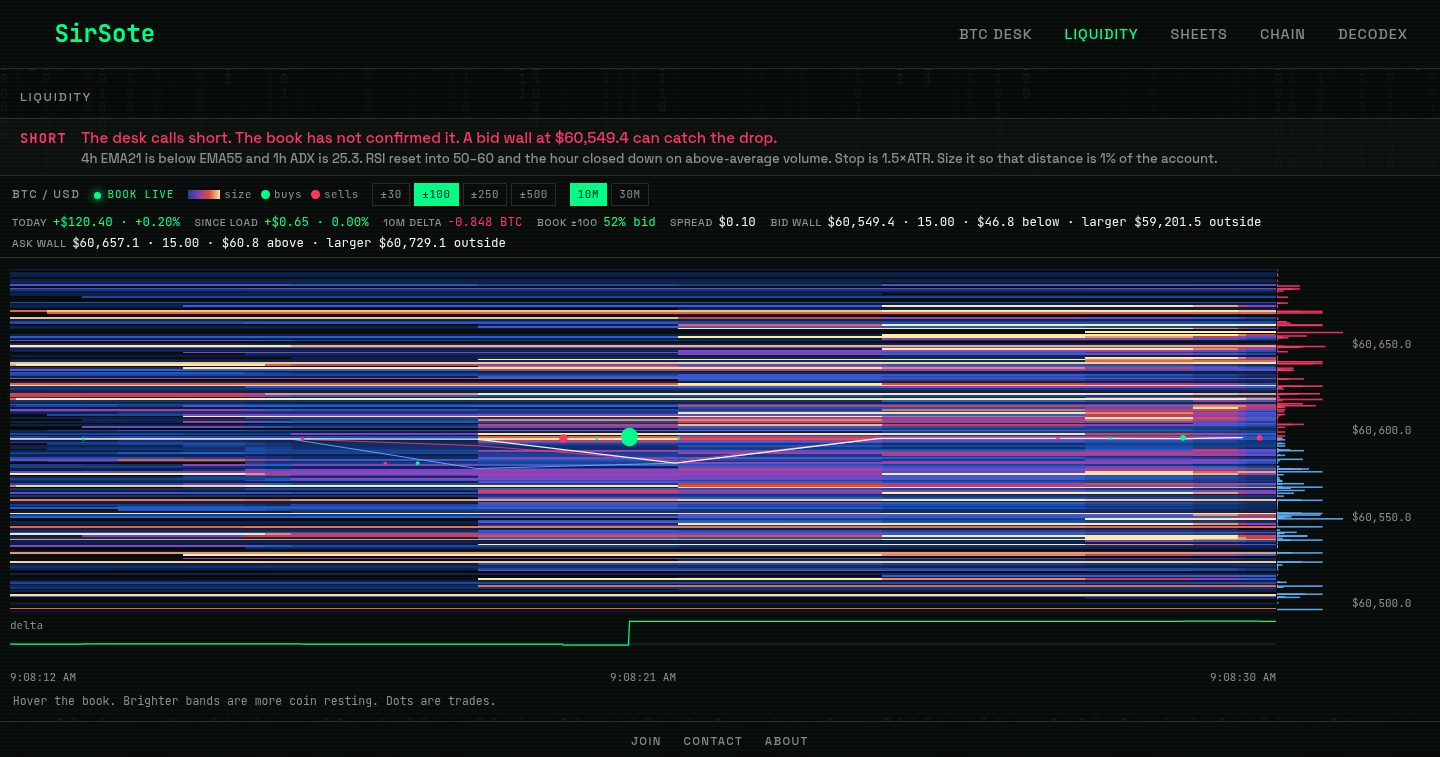 SirSote
BTC DESK LIQUIDITY SHEETS CHAIN DECODEX
LIQUIDITY
SHORT The desk calls short. The book has not confirmed it. A bid wall at $60,549.4 can catch the drop.
4h EMA21 is below EMA55 and 1h ADX is 25.3. RSI reset into 50–60 and the hour closed down on above-average volume. Stop is 1.5×ATR. Size it so that distance is 1% of the account.
BTC / USD BOOK LIVE size buys sells ±30 ±100 ±250 ±500 10M 30M
TODAY +$120.40 · +0.20% SINCE LOAD +$0.65 · 0.00% 10M DELTA -0.848 BTC BOOK ±100 52% bid SPREAD $0.10 BID WALL $60,549.4 · 15.00 · $46.8 below · larger $59,201.5 outside
ASK WALL $60,657.1 · 15.00 · $60.8 above · larger $60,729.1 outside
$60,650.0
$60,600.0
$60,550.0
$60,500.0
delta
9:08:12 AM 9:08:21 AM 9:08:30 AM
Hover the book. Brighter bands are more coin resting. Dots are trades.
JOIN CONTACT ABOUT